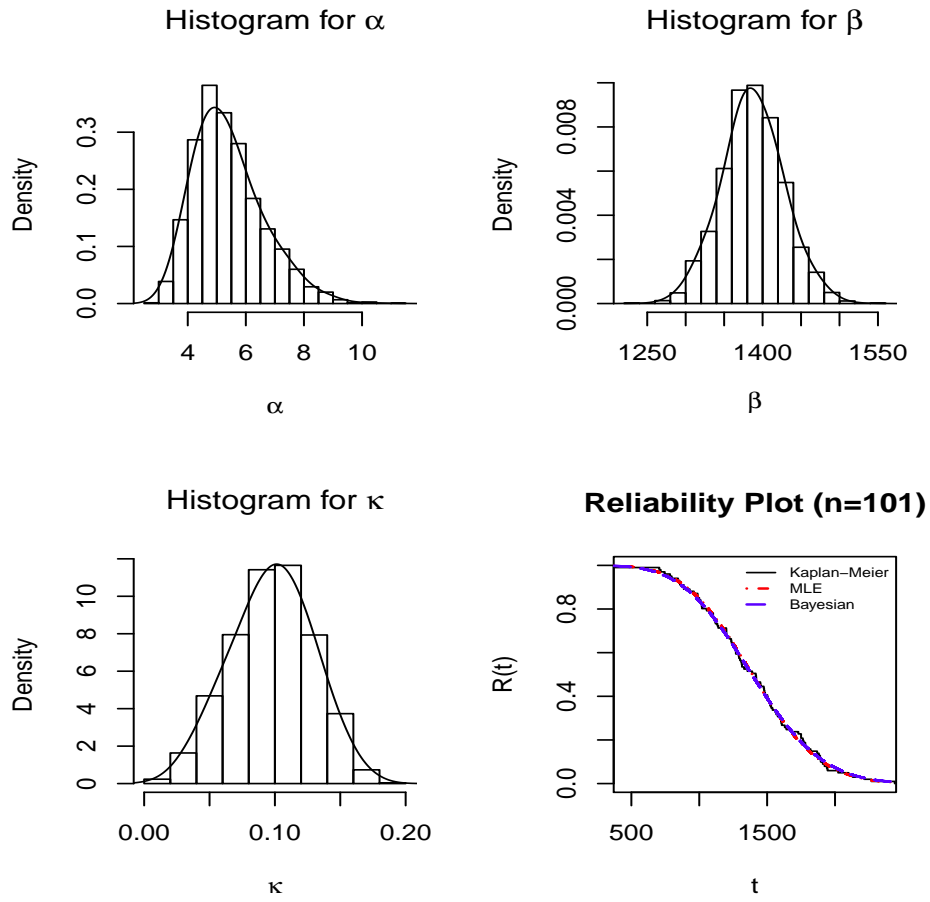 Histogram for α
Density
0.0 0.1 0.2 0.3
4 6 8 10
α
Histogram for β
Density
0.000 0.004 0.008
1250 1400 1550
β
Histogram for κ
Density
0 2 4 6 8 10
0.00 0.10 0.20
κ
Reliability Plot (n=101)
R(t)
0.0 0.4 0.8
Kaplan−Meier
MLE
Bayesian
500 1500
t